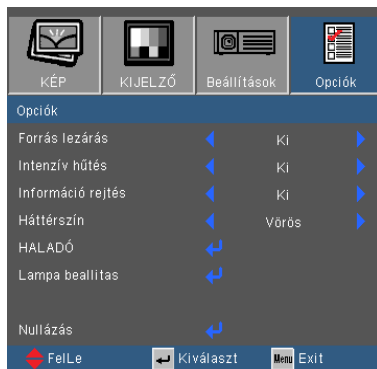 KÉP KIJELZŐ Beállítások Opciók
Opciók
Forrás lezárás Ki
Intenzív hűtés Ki
Információ rejtés Ki
Háttérszín Vörös
HALADÓ
Lampa beallitas
Nullázás
FelLe Kiválaszt Menu Exit